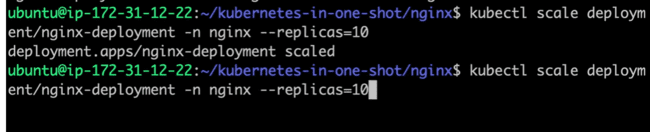 ubuntu@ip-172-31-12-22:~/kubernetes-in-one-shot/nginx$ kubectl scale deploym
ent/nginx-deployment -n nginx --replicas=10
deployment.apps/nginx-deployment scaled
ubuntu@ip-172-31-12-22:~/kubernetes-in-one-shot/nginx$ kubectl scale deploym
ent/nginx-deployment -n nginx --replicas=10